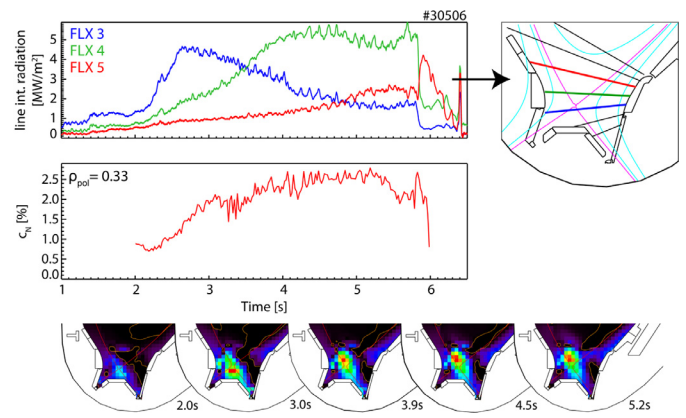 #30506
FLX 3
FLX 4
FLX 5
line int. radiation
[MW/m²]
5
4
3
2
1
0
ρpol= 0.33
cN [%]
2.5
2.0
1.5
1.0
0.5
0.0
1 2 3 4 5 6
Time [s]
2.0s 3.0s 3.9s 4.5s 5.2s